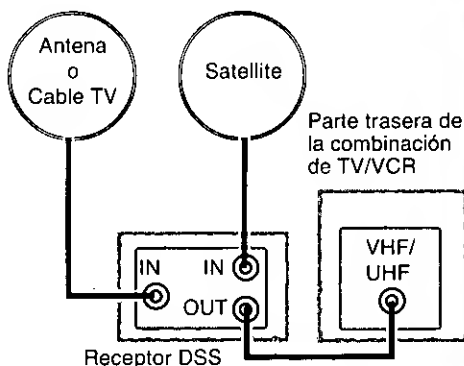 Antena
o
Cable TV
Satellite
Parte trasera de
la combinación
de TV/VCR
IN
IN
OUT
VHF/
UHF
Receptor DSS